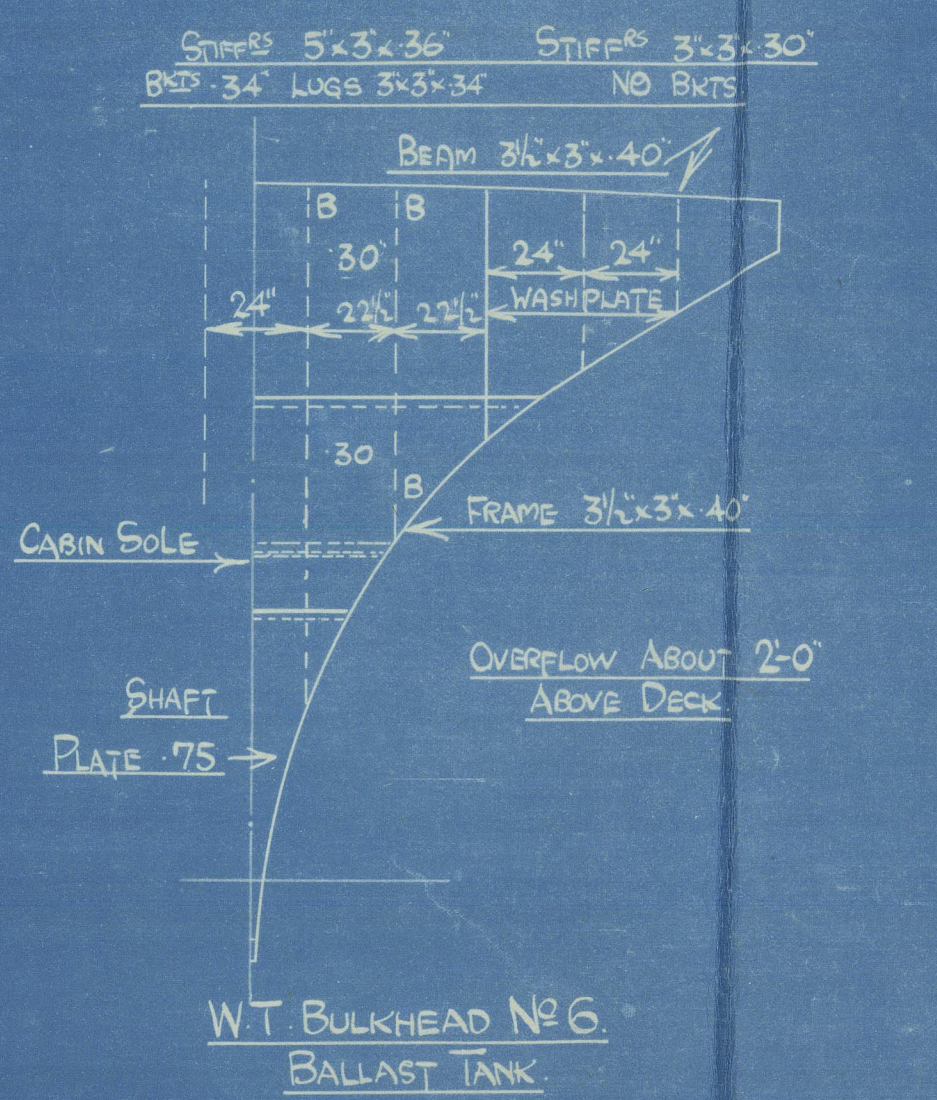 STIFFRS 5"x3"x.36" STIFFRS 3"x3"x.30"
BKTS .34" LUGS 3"x3"x.34" NO BKTS
BEAM 3½"x3"x.40"
B B
.30"
24" 24"
WASHPLATE
24" 22½" 22½"
.30
B
FRAME 3½"x3"x.40"
CABIN SOLE
OVERFLOW ABOUT 2'-0"
ABOVE DECK.
SHAFT
PLATE .75
W.T. BULKHEAD No 6.
BALLAST TANK.